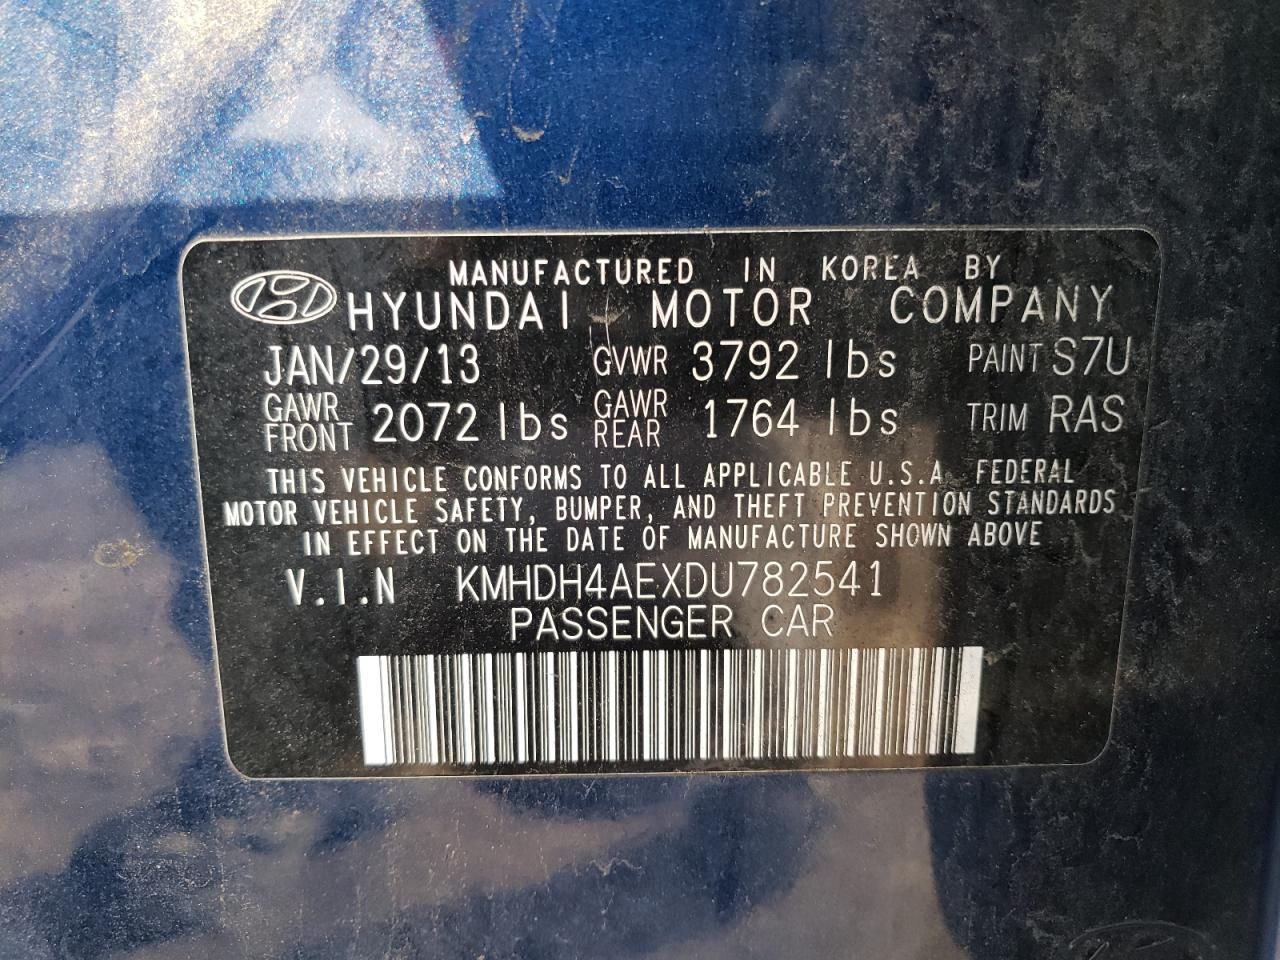 MANUFACTURED IN KOREA BY
HYUNDAI MOTOR COMPANY
JAN/29/13 GVWR 3792 lbs PAINT S7U
GAWR FRONT 2072 lbs GAWR REAR 1764 lbs TRIM RAS
THIS VEHICLE CONFORMS TO ALL APPLICABLE U.S.A. FEDERAL
MOTOR VEHICLE SAFETY, BUMPER, AND THEFT PREVENTION STANDARDS
IN EFFECT ON THE DATE OF MANUFACTURE SHOWN ABOVE
V.I.N KMHDH4AEXDU782541
PASSENGER CAR